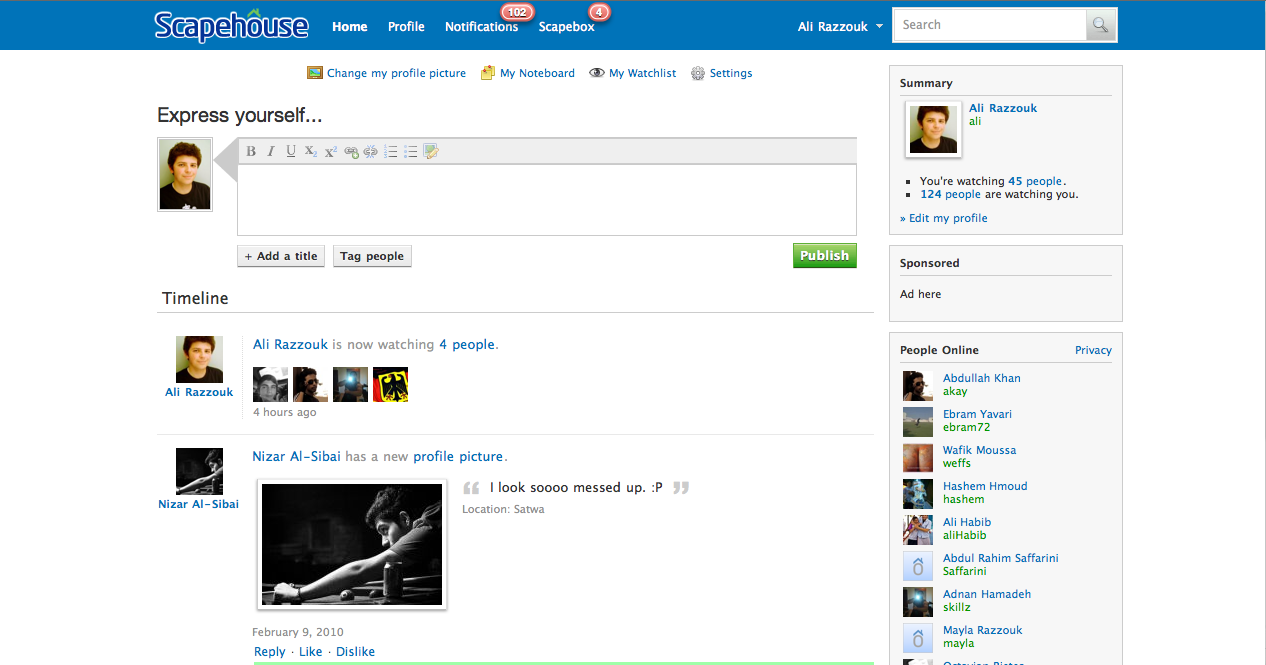 Scapehouse
Home Profile Notifications 102 Scapebox 4 Ali Razzouk Search
Change my profile picture My Noteboard My Watchlist Settings
Express yourself...
B I U X2 X2
+ Add a title Tag people Publish
Timeline
Ali Razzouk
Ali Razzouk is now watching 4 people.
4 hours ago
Nizar Al-Sibai
Nizar Al-Sibai has a new profile picture.
“ I look soooo messed up. :P ”
Location: Satwa
February 9, 2010
Reply · Like · Dislike
Summary
Ali Razzouk
ali
You're watching 45 people.
124 people are watching you.
» Edit my profile
Sponsored
Ad here
People Online Privacy
Abdullah Khan
akay
Ebram Yavari
ebram72
Wafik Moussa
weffs
Hashem Hmoud
hashem
Ali Habib
aliHabib
Abdul Rahim Saffarini
Saffarini
Adnan Hamadeh
skillz
Mayla Razzouk
mayla